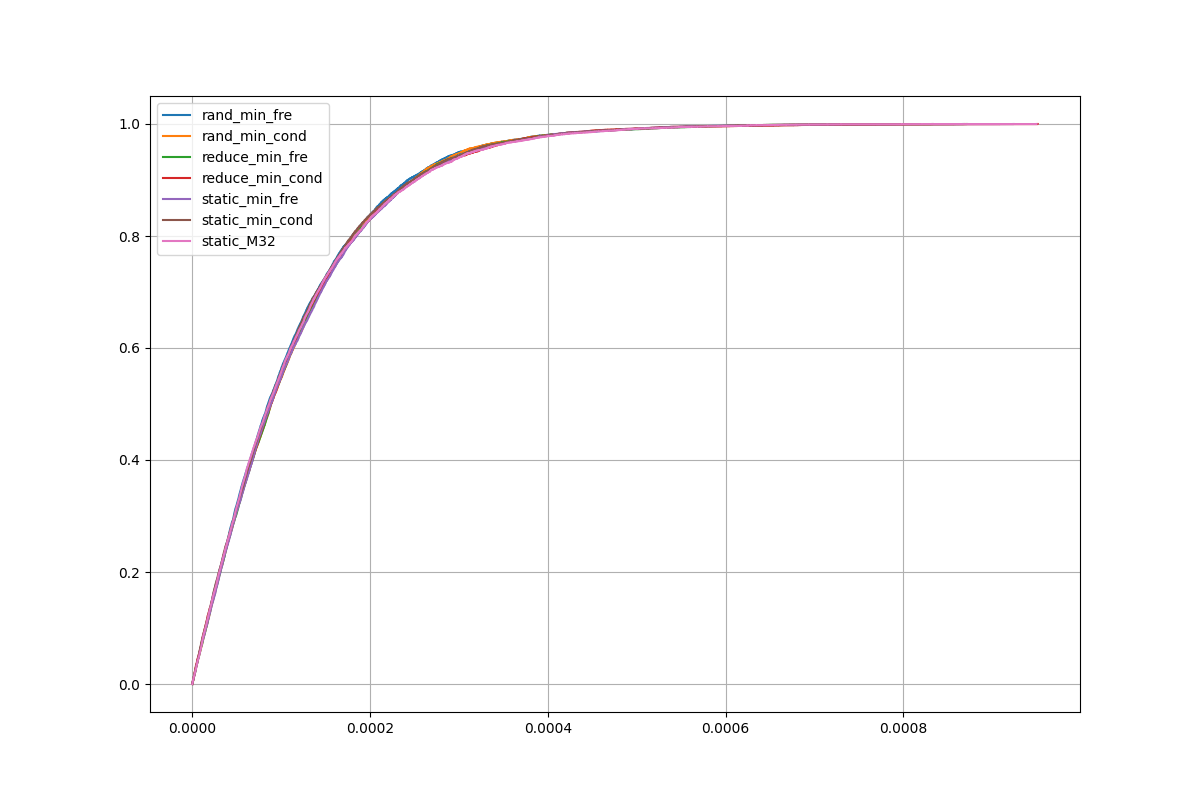 rand_min_fre
rand_min_cond
reduce_min_fre
reduce_min_cond
static_min_fre
static_min_cond
static_M32
1.0
0.8
0.6
0.4
0.2
0.0
0.0000 0.0002 0.0004 0.0006 0.0008